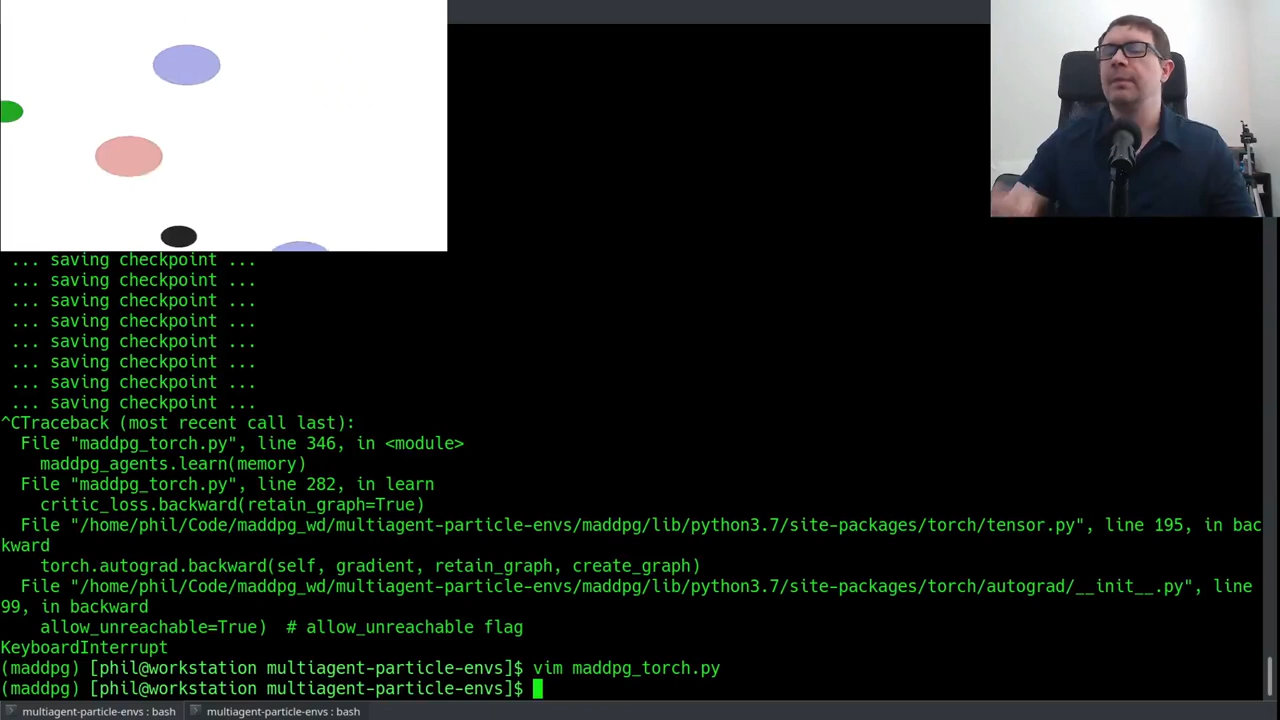 ... saving checkpoint ...
... saving checkpoint ...
... saving checkpoint ...
... saving checkpoint ...
... saving checkpoint ...
... saving checkpoint ...
... saving checkpoint ...
... saving checkpoint ...
^CTraceback (most recent call last):
File "maddpg_torch.py", line 346, in <module>
maddpg_agents.learn(memory)
File "maddpg_torch.py", line 282, in learn
critic_loss.backward(retain_graph=True)
File "/home/phil/Code/maddpg_wd/multiagent-particle-envs/maddpg/lib/python3.7/site-packages/torch/tensor.py", line 195, in bac
kward
torch.autograd.backward(self, gradient, retain_graph, create_graph)
File "/home/phil/Code/maddpg_wd/multiagent-particle-envs/maddpg/lib/python3.7/site-packages/torch/autograd/__init__.py", line
99, in backward
allow_unreachable=True)  # allow_unreachable flag
KeyboardInterrupt
(maddpg) [phil@workstation multiagent-particle-envs]$ vim maddpg_torch.py
(maddpg) [phil@workstation multiagent-particle-envs]$
multiagent-particle-envs : bash
multiagent-particle-envs : bash